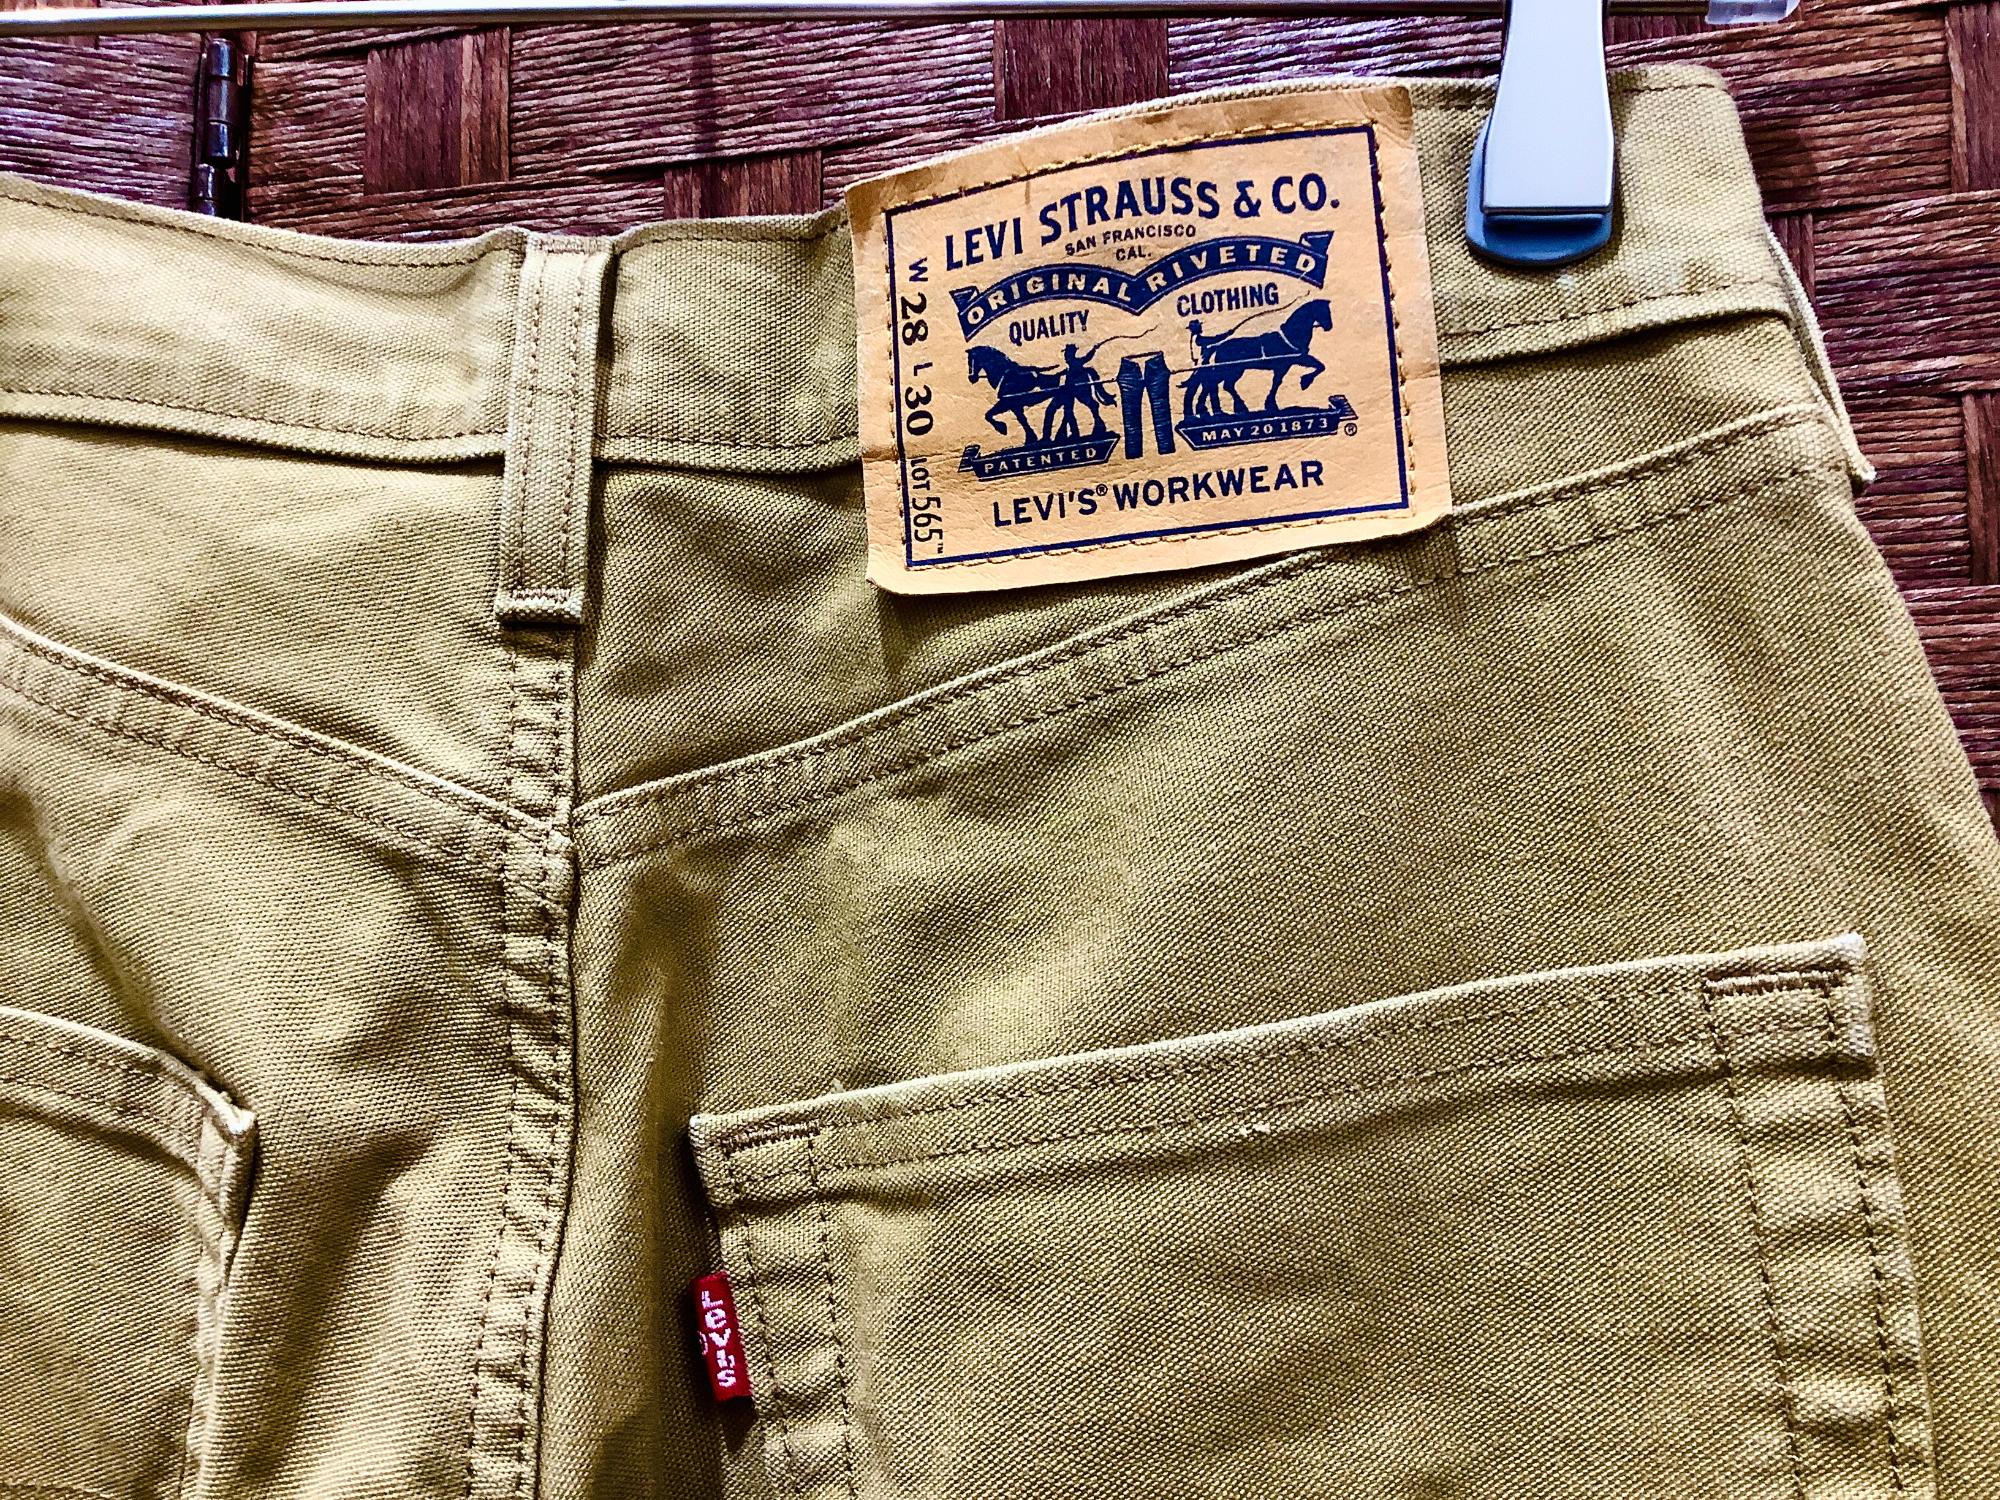 LEVI STRAUSS & CO.
SAN FRANCISCO
CAL.
ORIGINAL RIVETED
QUALITY CLOTHING
PATENTED MAY 20 1873 ®
LEVI'S® WORKWEAR
W 28 L 30 LOT 565™
LEVI'S